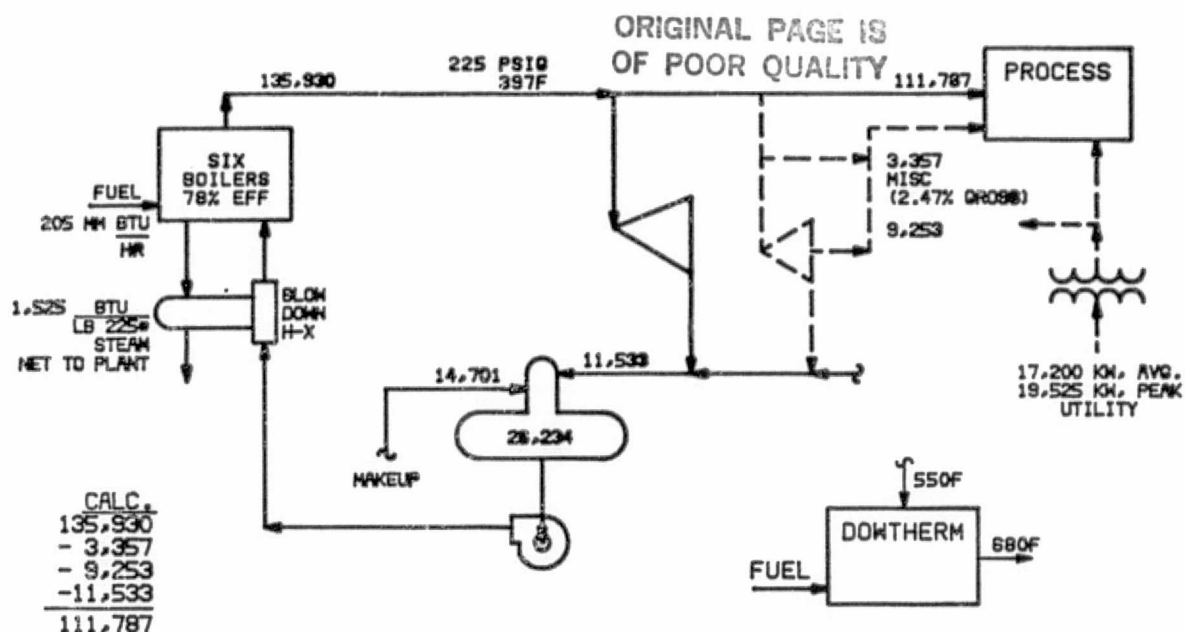 ORIGINAL PAGE IS
OF POOR QUALITY
135,930
225 PSIG
397F
111,787
PROCESS
SIX
BOILERS
78% EFF
FUEL
205 MM BTU
HR
3,357
MISC
(2.47% GROSS)
9,253
1,525 BTU
LB 225#
STEAM
NET TO PLANT
BLOW
DOWN
H-X
14,701
11,533
26,234
MAKEUP
17,200 KW, AVG.
19,525 KW, PEAK
UTILITY
CALC.
135,930
- 3,357
- 9,253
-11,533
111,787
550F
DOWTHERM
680F
FUEL